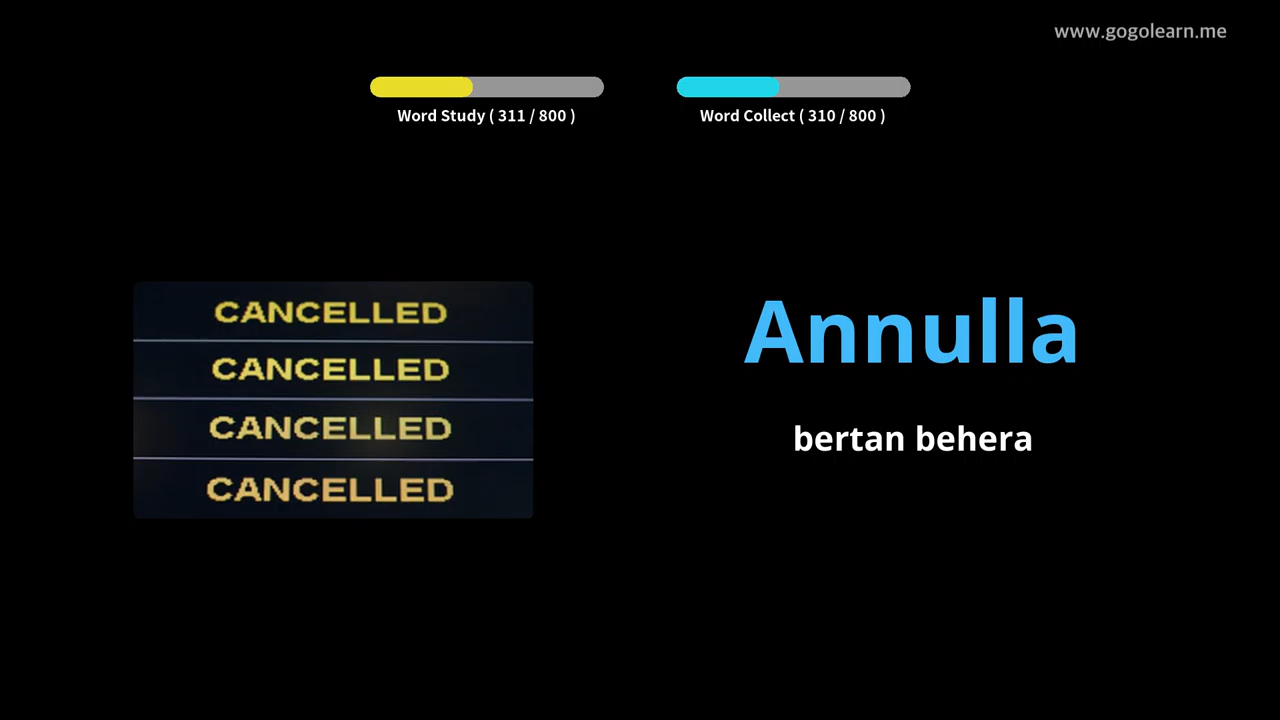 www.gogolearn.me
Word Study ( 311 / 800 )
Word Collect ( 310 / 800 )
CANCELLED
CANCELLED
CANCELLED
CANCELLED
Annulla
bertan behera